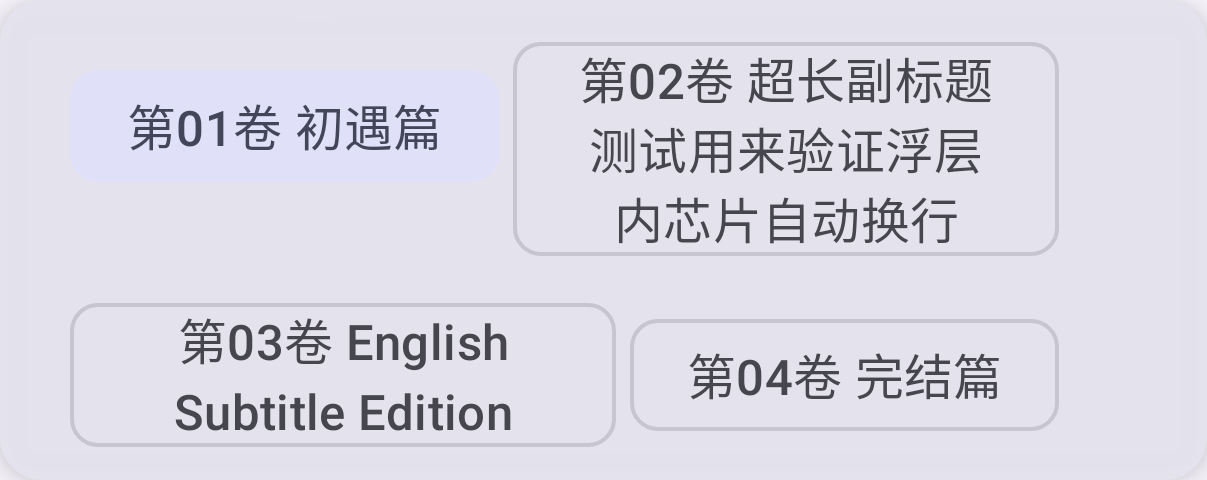 第01卷 初遇篇
第02卷 超长副标题
测试用来验证浮层
内芯片自动换行
第03卷 English
Subtitle Edition
第04卷 完结篇